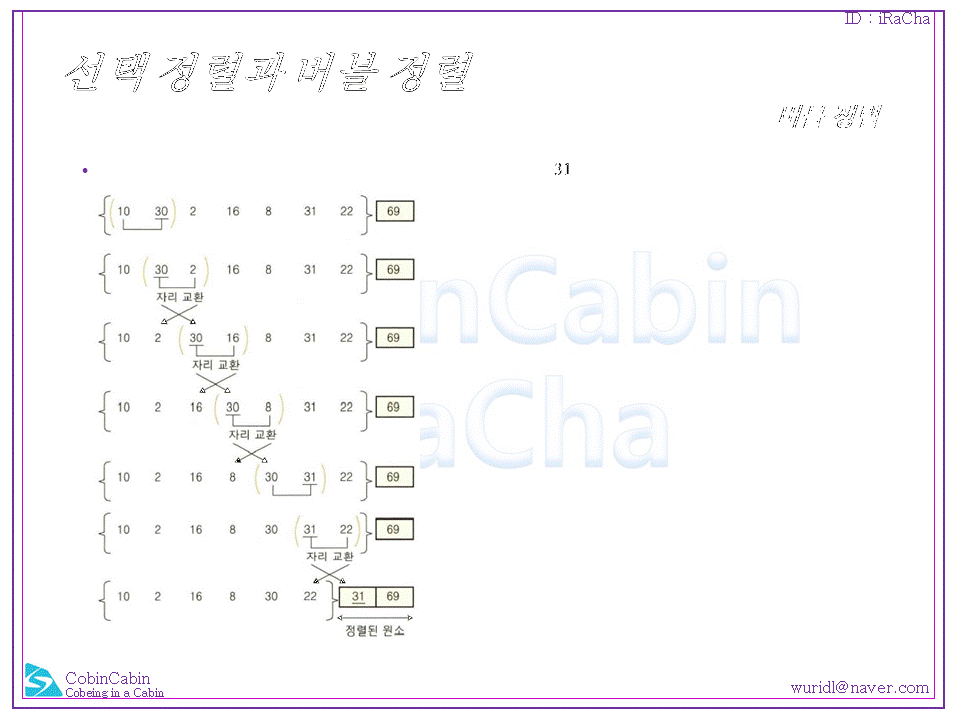 ID : iRaCha
선택 정렬과 버블 정렬
버블 정렬
• 31
{ ( 10 30 ) 2 16 8 31 22 } 69
{ 10 ( 30 2 ) 16 8 31 22 } 69
자리 교환
{ 10 2 ( 30 16 ) 8 31 22 } 69
자리 교환
{ 10 2 16 ( 30 8 ) 31 22 } 69
자리 교환
{ 10 2 16 8 ( 30 31 ) 22 } 69
{ 10 2 16 8 30 ( 31 22 ) } 69
자리 교환
{ 10 2 16 8 30 22 } 31 69
정렬된 원소
inCabin
aCha
CobinCabin
Cobeing in a Cabin
wuridl@naver.com